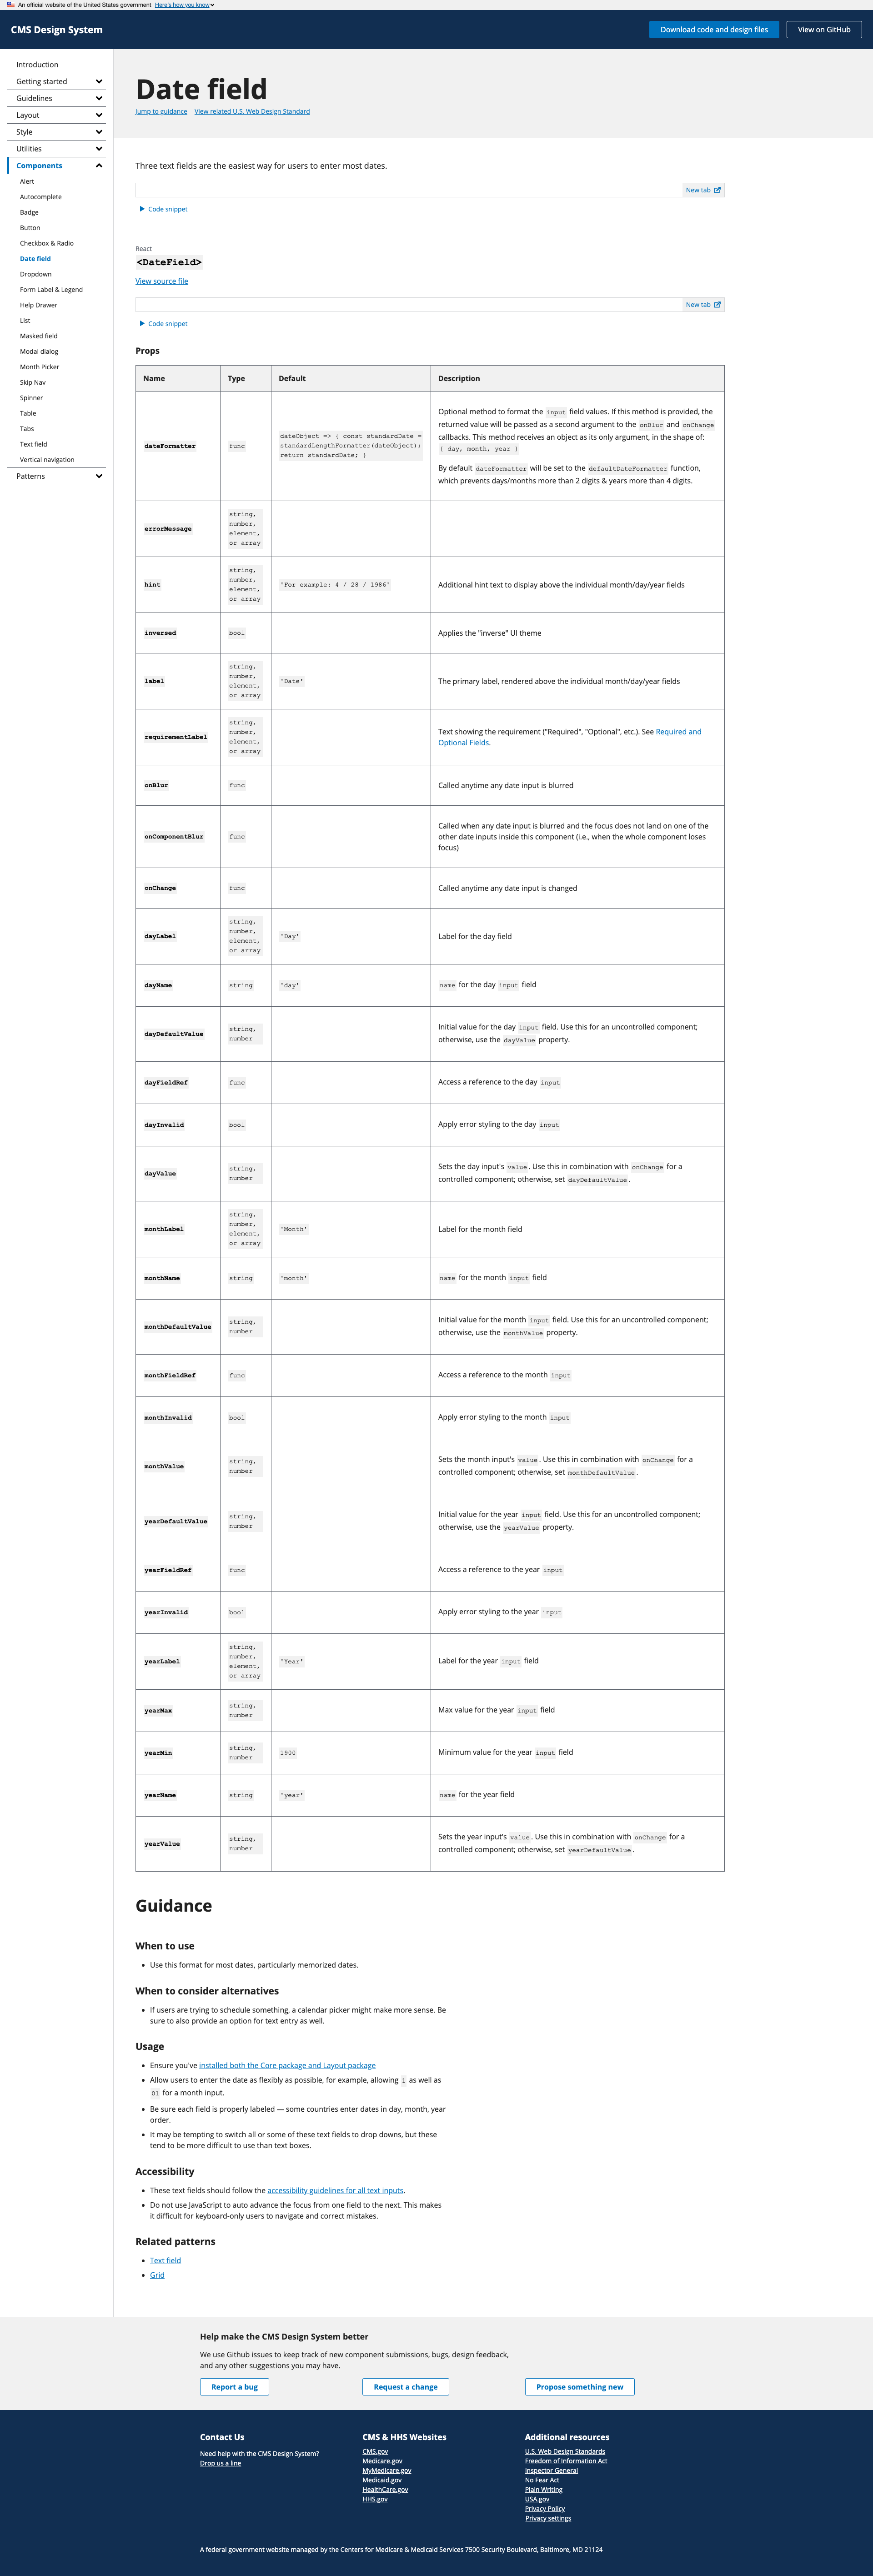 An official website of the United States government Here's how you know
CMS Design System
Download code and design files
View on GitHub
Introduction
Getting started
Guidelines
Layout
Style
Utilities
Components
Alert
Autocomplete
Badge
Button
Checkbox & Radio
Date field
Dropdown
Form Label & Legend
Help Drawer
List
Masked field
Modal dialog
Month Picker
Skip Nav
Spinner
Table
Tabs
Text field
Vertical navigation
Patterns
Date field
Jump to guidance View related U.S. Web Design Standard
Three text fields are the easiest way for users to enter most dates.
New tab
Code snippet
React
<DateField>
View source file
New tab
Code snippet
Props
Name Type Default Description
dateFormatter
func
dateObject => { const standardDate =
standardLengthFormatter(dateObject);
return standardDate; }
Optional method to format the input field values. If this method is provided, the
returned value will be passed as a second argument to the onBlur and onChange
callbacks. This method receives an object as its only argument, in the shape of:
{ day, month, year }
By default dateFormatter will be set to the defaultDateFormatter function,
which prevents days/months more than 2 digits & years more than 4 digits.
errorMessage
string,
number,
element,
or array
hint
string,
number,
element,
or array
'For example: 4 / 28 / 1986'
Additional hint text to display above the individual month/day/year fields
inversed
bool
Applies the "inverse" UI theme
label
string,
number,
element,
or array
'Date'
The primary label, rendered above the individual month/day/year fields
requirementLabel
string,
number,
element,
or array
Text showing the requirement ("Required", "Optional", etc.). See Required and
Optional Fields.
onBlur
func
Called anytime any date input is blurred
onComponentBlur
func
Called when any date input is blurred and the focus does not land on one of the
other date inputs inside this component (i.e., when the whole component loses
focus)
onChange
func
Called anytime any date input is changed
dayLabel
string,
number,
element,
or array
'Day'
Label for the day field
dayName
string
'day'
name for the day input field
dayDefaultValue
string,
number
Initial value for the day input field. Use this for an uncontrolled component;
otherwise, use the dayValue property.
dayFieldRef
func
Access a reference to the day input
dayInvalid
bool
Apply error styling to the day input
dayValue
string,
number
Sets the day input's value. Use this in combination with onChange for a
controlled component; otherwise, set dayDefaultValue.
monthLabel
string,
number,
element,
or array
'Month'
Label for the month field
monthName
string
'month'
name for the month input field
monthDefaultValue
string,
number
Initial value for the month input field. Use this for an uncontrolled component;
otherwise, use the monthValue property.
monthFieldRef
func
Access a reference to the month input
monthInvalid
bool
Apply error styling to the month input
monthValue
string,
number
Sets the month input's value. Use this in combination with onChange for a
controlled component; otherwise, set monthDefaultValue.
yearDefaultValue
string,
number
Initial value for the year input field. Use this for an uncontrolled component;
otherwise, use the yearValue property.
yearFieldRef
func
Access a reference to the year input
yearInvalid
bool
Apply error styling to the year input
yearLabel
string,
number,
element,
or array
'Year'
Label for the year input field
yearMax
string,
number
Max value for the year input field
yearMin
string,
number
1900
Minimum value for the year input field
yearName
string
'year'
name for the year field
yearValue
string,
number
Sets the year input's value. Use this in combination with onChange for a
controlled component; otherwise, set yearDefaultValue.
Guidance
When to use
• Use this format for most dates, particularly memorized dates.
When to consider alternatives
• If users are trying to schedule something, a calendar picker might make more sense. Be
sure to also provide an option for text entry as well.
Usage
• Ensure you've installed both the Core package and Layout package
• Allow users to enter the date as flexibly as possible, for example, allowing 1 as well as
01 for a month input.
• Be sure each field is properly labeled — some countries enter dates in day, month, year
order.
• It may be tempting to switch all or some of these text fields to drop downs, but these
tend to be more difficult to use than text boxes.
Accessibility
• These text fields should follow the accessibility guidelines for all text inputs.
• Do not use JavaScript to auto advance the focus from one field to the next. This makes
it difficult for keyboard-only users to navigate and correct mistakes.
Related patterns
• Text field
• Grid
Help make the CMS Design System better
We use Github issues to keep track of new component submissions, bugs, design feedback,
and any other suggestions you may have.
Report a bug
Request a change
Propose something new
Contact Us
Need help with the CMS Design System?
Drop us a line
CMS & HHS Websites
CMS.gov
Medicare.gov
MyMedicare.gov
Medicaid.gov
HealthCare.gov
HHS.gov
Additional resources
U.S. Web Design Standards
Freedom of Information Act
Inspector General
No Fear Act
Plain Writing
USA.gov
Privacy Policy
Privacy settings
A federal government website managed by the Centers for Medicare & Medicaid Services 7500 Security Boulevard, Baltimore, MD 21124